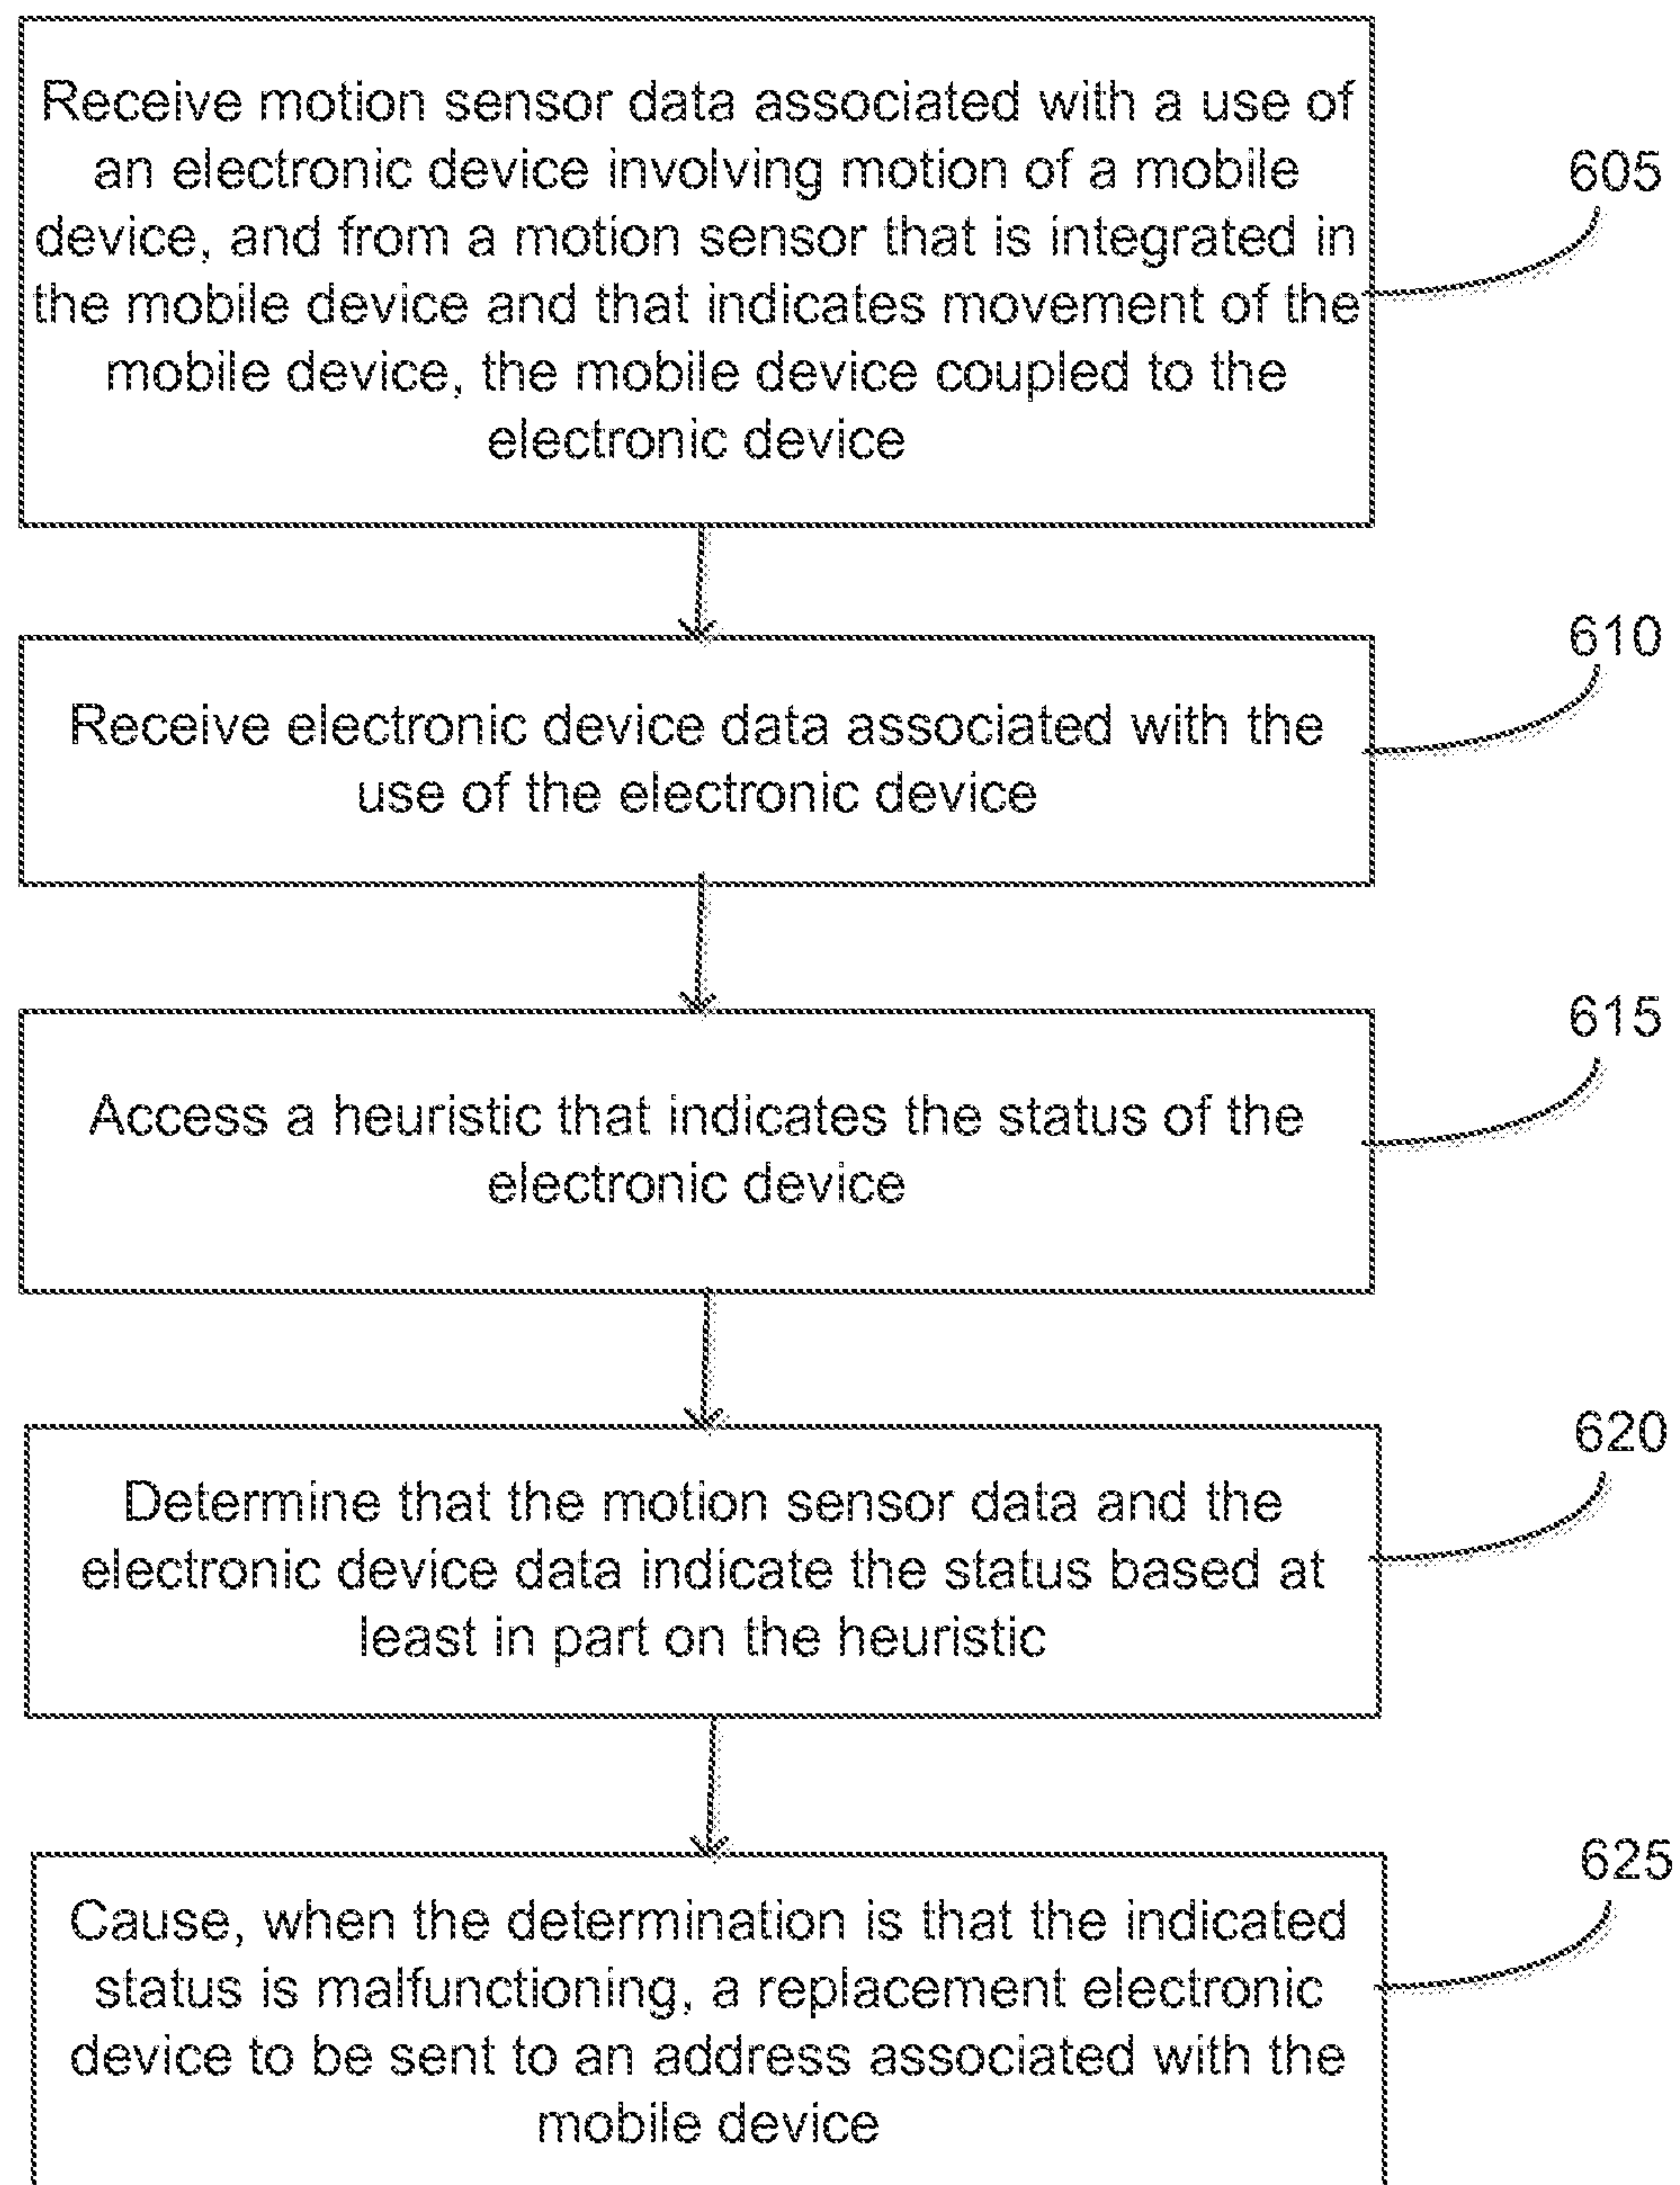 Receive motion sensor data associated with a use of
an electronic device involving motion of a mobile
device, and from a motion sensor that is integrated in
the mobile device and that indicates movement of the
mobile device, the mobile device coupled to the
electronic device
605
610
Receive electronic device data associated with the
use of the electronic device
615
Access a heuristic that indicates the status of the
electronic device
620
Determine that the motion sensor data and the
electronic device data indicate the status based at
least in part on the heuristic
625
Cause, when the determination is that the indicated
status is malfunctioning, a replacement electronic
device to be sent to an address associated with the
mobile device